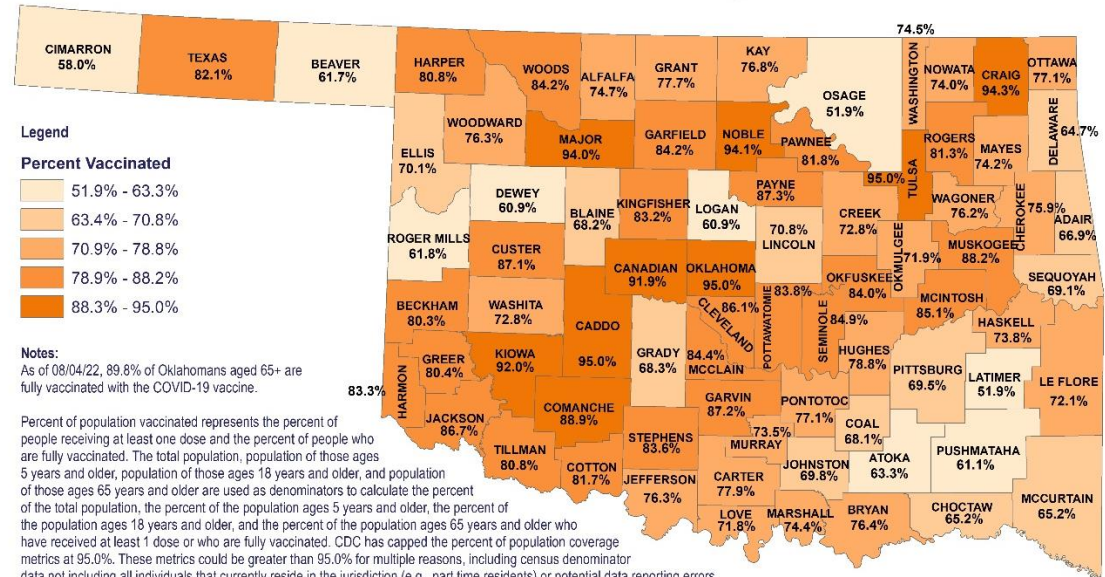 74.5%
CIMARRON
58.0%
TEXAS
82.1%
BEAVER
61.7%
HARPER
80.8%
WOODS
84.2%
ALFALFA
74.7%
GRANT
77.7%
KAY
76.8%
OSAGE
51.9%
WASHINGTON
NOWATA
74.0%
CRAIG
94.3%
OTTAWA
77.1%
DELAWARE
64.7%
Legend
Percent Vaccinated
51.9% - 63.3%
63.4% - 70.8%
70.9% - 78.8%
78.9% - 88.2%
88.3% - 95.0%
ELLIS
70.1%
WOODWARD
76.3%
MAJOR
94.0%
GARFIELD
84.2%
NOBLE
94.1%
PAWNEE
81.8%
ROGERS
81.3%
MAYES
74.2%
DEWEY
60.9%
BLAINE
68.2%
KINGFISHER
83.2%
LOGAN
60.9%
PAYNE
87.3%
95.0%
TULSA
WAGONER
76.2%
CHEROKEE
75.9%
ADAIR
66.9%
ROGER MILLS
61.8%
CUSTER
87.1%
CANADIAN
91.9%
OKLAHOMA
95.0%
70.8%
LINCOLN
CREEK
72.8%
OKMULGEE
71.9%
MUSKOGEE
88.2%
SEQUOYAH
69.1%
BECKHAM
80.3%
WASHITA
72.8%
CADDO
95.0%
GRADY
68.3%
CLEVELAND
86.1%
POTTAWATOMIE
83.8%
SEMINOLE
84.9%
OKFUSKEE
84.0%
MCINTOSH
85.1%
HASKELL
73.8%
Notes:
As of 08/04/22, 89.8% of Oklahomans aged 65+ are
fully vaccinated with the COVID-19 vaccine.
83.3%
HARMON
GREER
80.4%
KIOWA
92.0%
84.4%
MCCLAIN
HUGHES
78.8%
PITTSBURG
69.5%
LATIMER
51.9%
LE FLORE
72.1%
JACKSON
86.7%
COMANCHE
88.9%
GARVIN
87.2%
PONTOTOC
77.1%
COAL
68.1%
TILLMAN
80.8%
COTTON
81.7%
STEPHENS
83.6%
73.5%
MURRAY
JOHNSTON
69.8%
ATOKA
63.3%
PUSHMATAHA
61.1%
JEFFERSON
76.3%
CARTER
77.9%
LOVE
71.8%
MARSHALL
74.4%
BRYAN
76.4%
CHOCTAW
65.2%
MCCURTAIN
65.2%
Percent of population vaccinated represents the percent of
people receiving at least one dose and the percent of people who
are fully vaccinated. The total population, population of those ages
5 years and older, population of those ages 18 years and older, and population
of those ages 65 years and older are used as denominators to calculate the percent
of the total population, the percent of the population ages 5 years and older, the percent of
the population ages 18 years and older, and the percent of the population ages 65 years and older who
have received at least 1 dose or who are fully vaccinated. CDC has capped the percent of population coverage
metrics at 95.0%. These metrics could be greater than 95.0% for multiple reasons, including census denominator
data not including all individuals that currently reside in the jurisdiction (e.g., part time residents) or potential data reporting errors